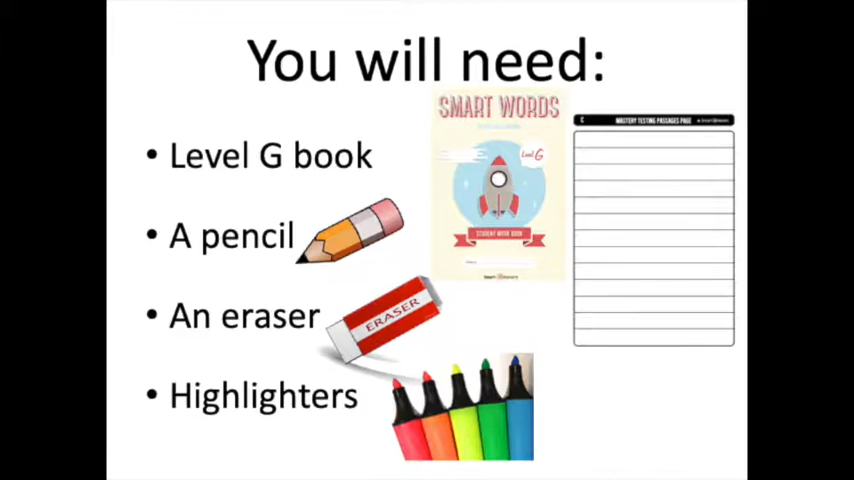 You will need:
• Level G book
• A pencil
• An eraser
• Highlighters
SMART WORDS
Level G
STUDENT WORK BOOK
MASTERY TESTING PASSAGES PAGE
ERASER